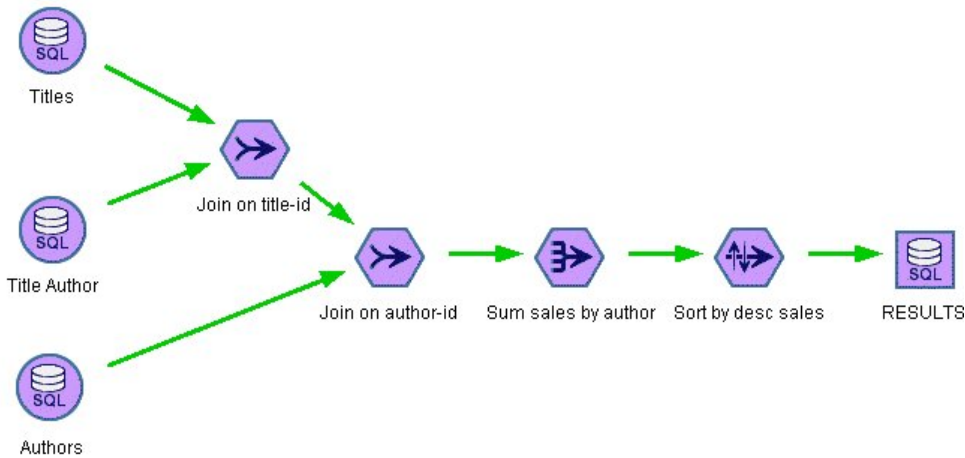 SQL
Titles
Join on title-id
SQL
Title Author
Join on author-id
Sum sales by author
Sort by desc sales
SQL
RESULTS
SQL
Authors